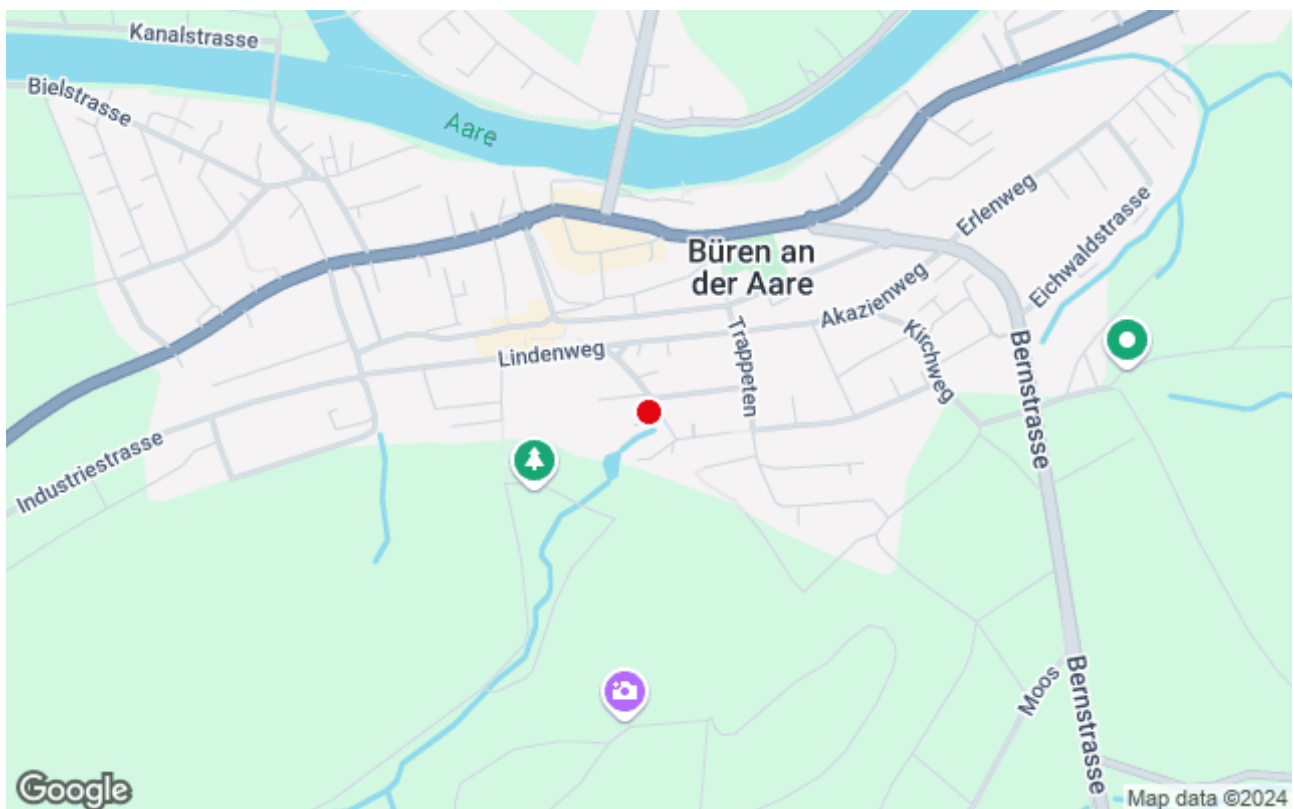 Kanalstrasse
Bielstrasse
Aare
Büren an
der Aare
Erlenweg
Eichwaldstrasse
Akazienweg
Kirchweg
Trappeten
Lindenweg
Bernstrasse
Industriestrasse
Moos
Bernstrasse
Google
Map data ©2024